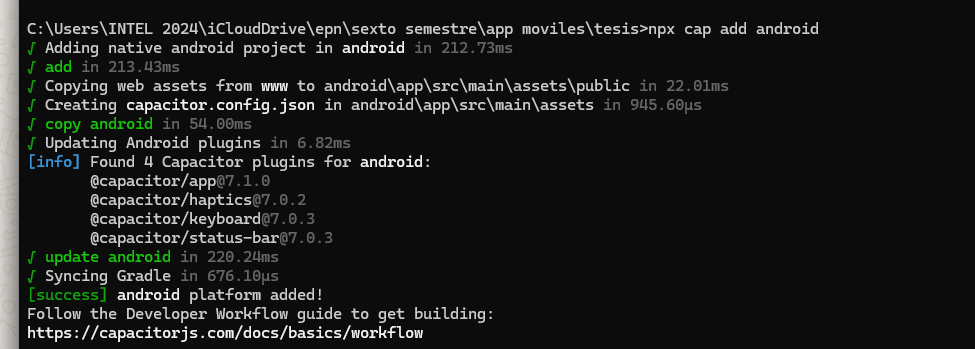 C:\Users\INTEL 2024\iCloudDrive\epn\sexto semestre\app moviles\tesis>npx cap add android
√ Adding native android project in android in 212.73ms
√ add in 213.43ms
√ Copying web assets from www to android\app\src\main\assets\public in 22.01ms
√ Creating capacitor.config.json in android\app\src\main\assets in 945.60μs
√ copy android in 54.00ms
√ Updating Android plugins in 6.82ms
[info] Found 4 Capacitor plugins for android:
@capacitor/app@7.1.0
@capacitor/haptics@7.0.2
@capacitor/keyboard@7.0.3
@capacitor/status-bar@7.0.3
√ update android in 220.24ms
√ Syncing Gradle in 676.10μs
[success] android platform added!
Follow the Developer Workflow guide to get building:
https://capacitorjs.com/docs/basics/workflow